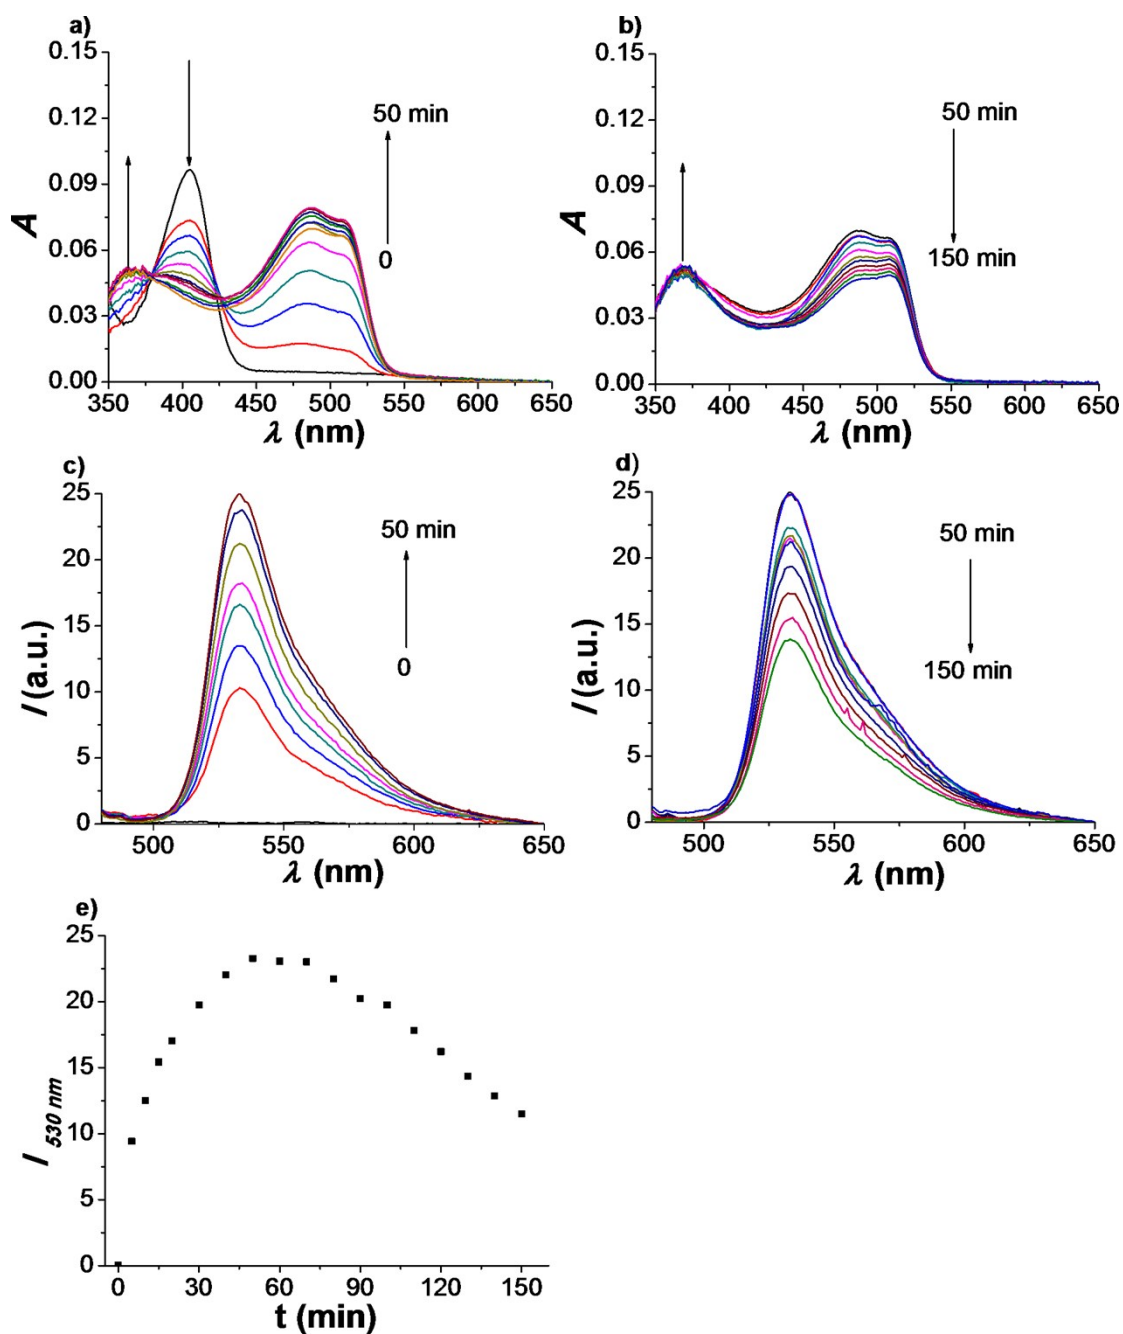 a)
0.15
0.12
0.09
0.06
0.03
0.00
A
50 min
0
350 400 450 500 550 600 650
λ (nm)
b)
0.15
0.12
0.09
0.06
0.03
0.00
A
50 min
150 min
350 400 450 500 550 600 650
λ (nm)
c)
25
20
15
10
5
0
I (a.u.)
50 min
0
500 550 600 650
λ (nm)
d)
25
20
15
10
5
0
I (a.u.)
50 min
150 min
500 550 600 650
λ (nm)
e)
25
20
15
10
5
0
I 530 nm
0 30 60 90 120 150
t (min)